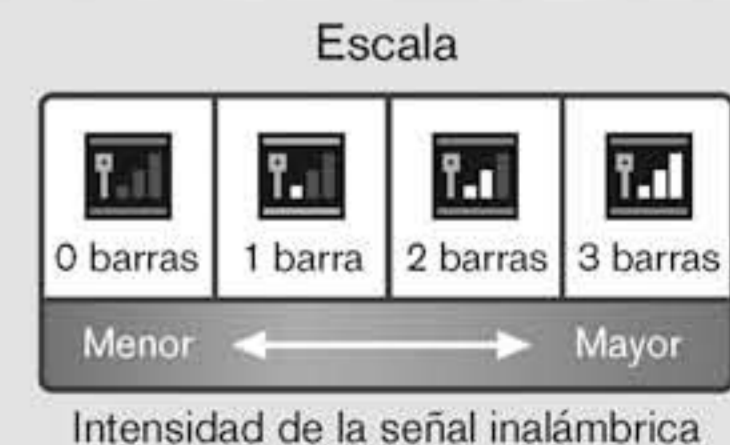 Escala
0 barras 1 barra 2 barras 3 barras
Menor Mayor
Intensidad de la señal inalámbrica